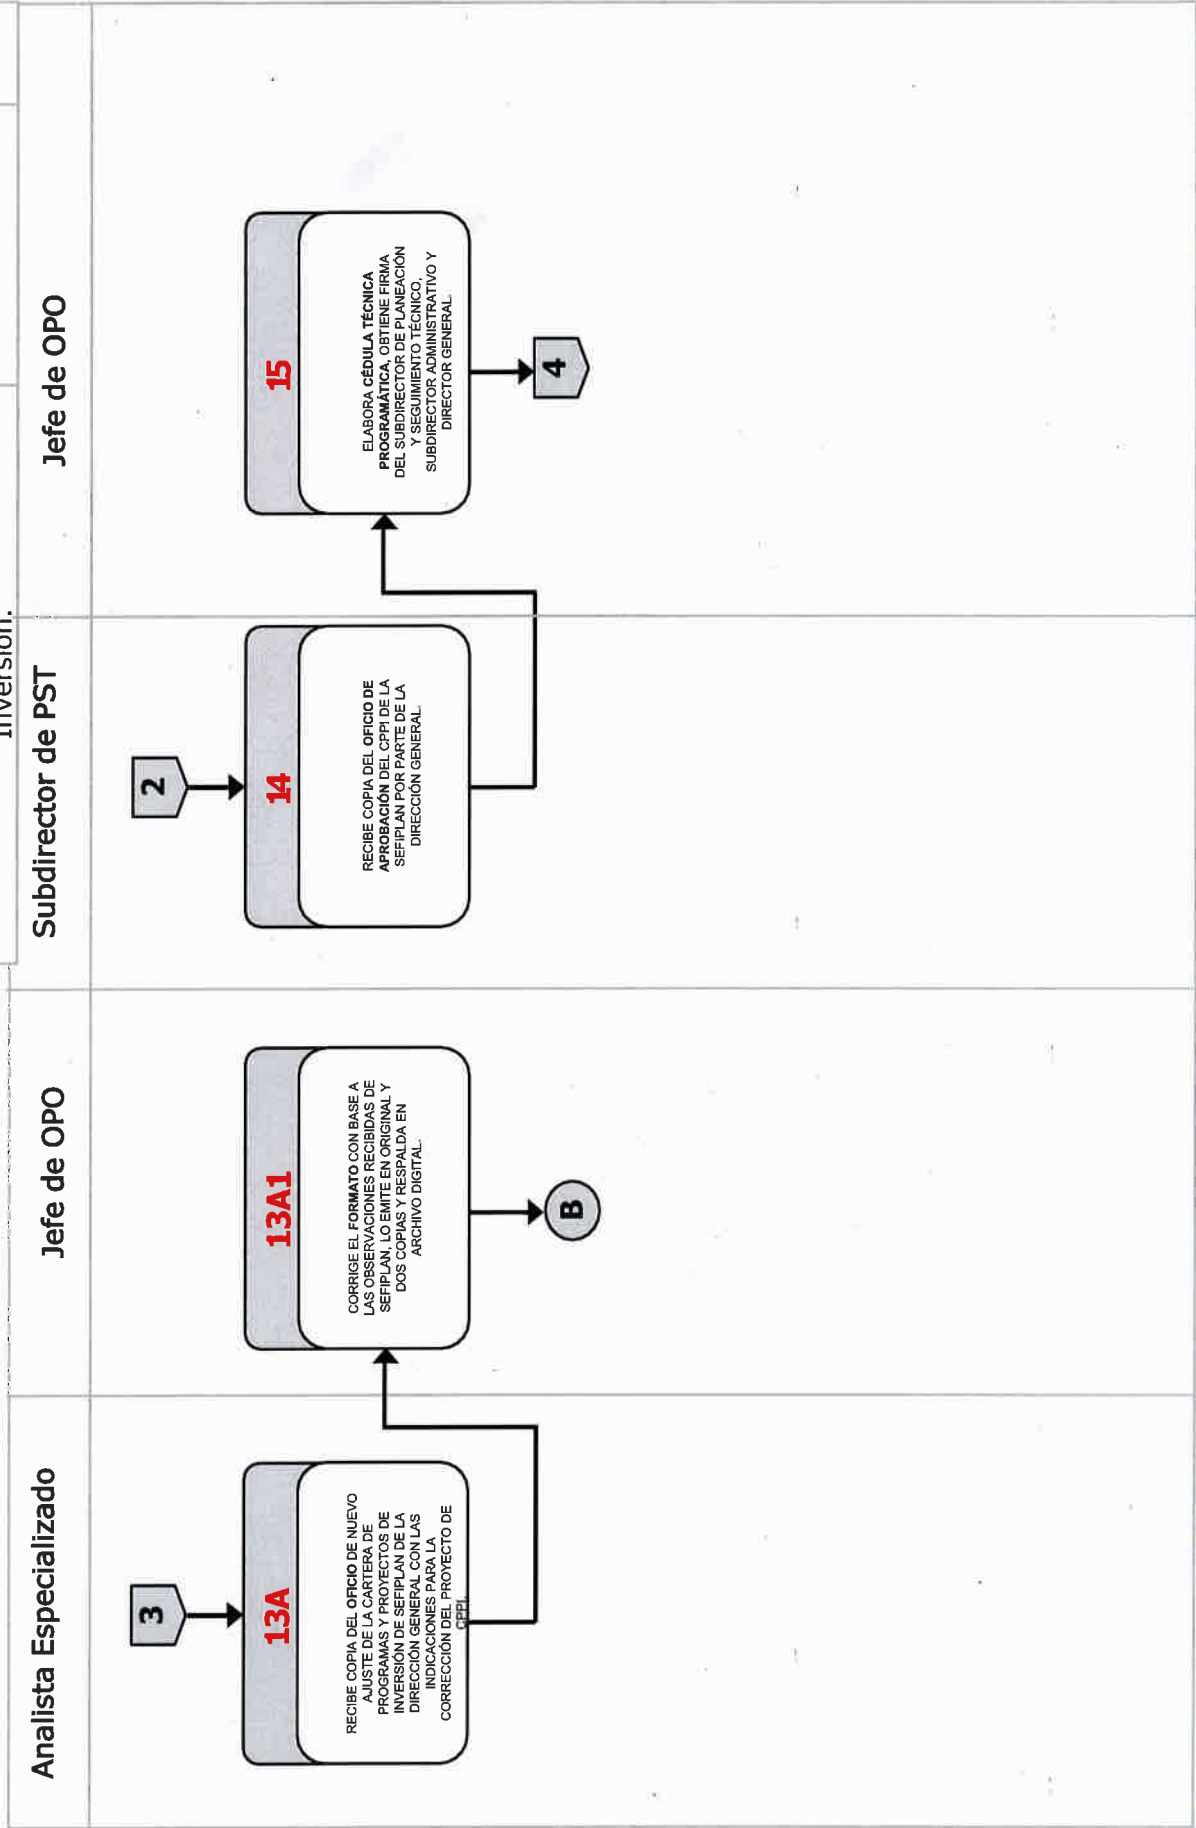 Inversión.
Analista Especializado
Jefe de OPO
Subdirector de PST
Jefe de OPO
3
13A
RECIBE COPIA DEL OFICIO DE NUEVO
AJUSTE DE LA CARTERA DE
PROGRAMAS Y PROYECTOS DE
INVERSIÓN DE SEFIPLAN DE LA
DIRECCIÓN GENERAL CON LAS
INDICACIONES PARA LA
CORRECCIÓN DEL PROYECTO DE
CPPI.
13A1
CORRIGE EL FORMATO CON BASE A
LAS OBSERVACIONES RECIBIDAS DE
SEFIPLAN, LO EMITE EN ORIGINAL Y
DOS COPIAS Y RESPALDA EN
ARCHIVO DIGITAL.
B
2
14
RECIBE COPIA DEL OFICIO DE
APROBACIÓN DEL CPPI DE LA
SEFIPLAN POR PARTE DE LA
DIRECCIÓN GENERAL.
15
ELABORA CÉDULA TÉCNICA
PROGRAMÁTICA, OBTIENE FIRMA
DEL SUBDIRECTOR DE PLANEACIÓN
Y SEGUIMIENTO TÉCNICO,
SUBDIRECTOR ADMINISTRATIVO Y
DIRECTOR GENERAL.
4